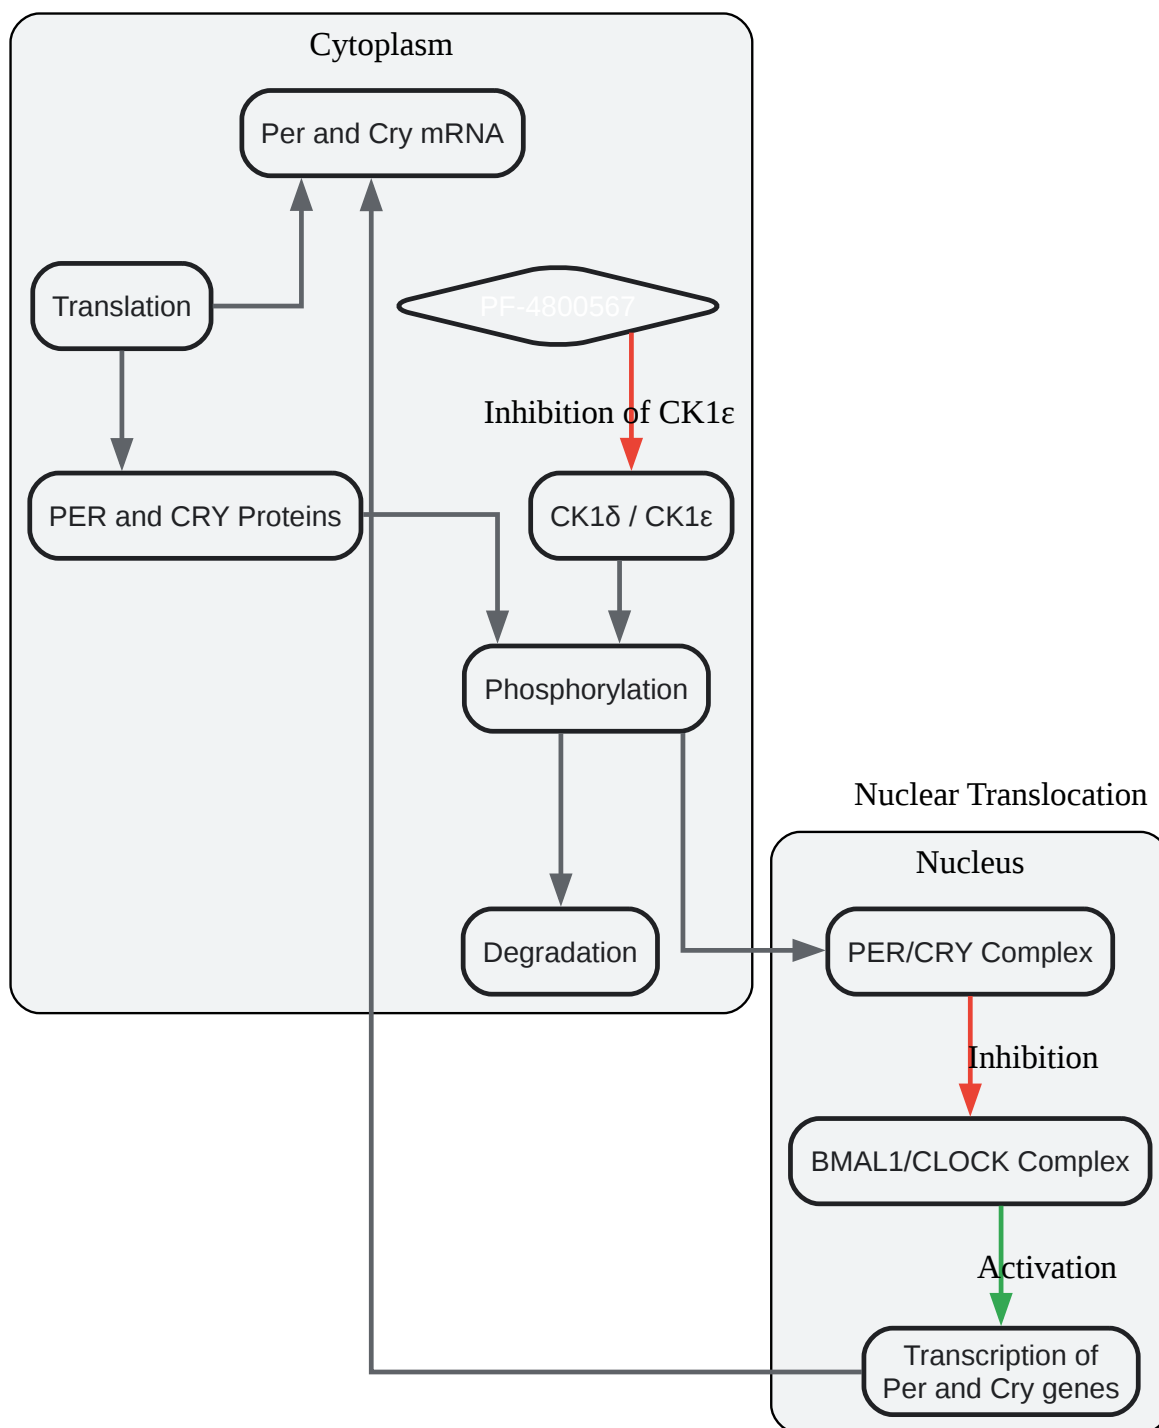 Cytoplasm
Per and Cry mRNA
Translation
PF-4800567
Inhibition of CK1ε
PER and CRY Proteins
CK1δ / CK1ε
Phosphorylation
Degradation
Nuclear Translocation
Nucleus
PER/CRY Complex
Inhibition
BMAL1/CLOCK Complex
Activation
Transcription of
Per and Cry genes